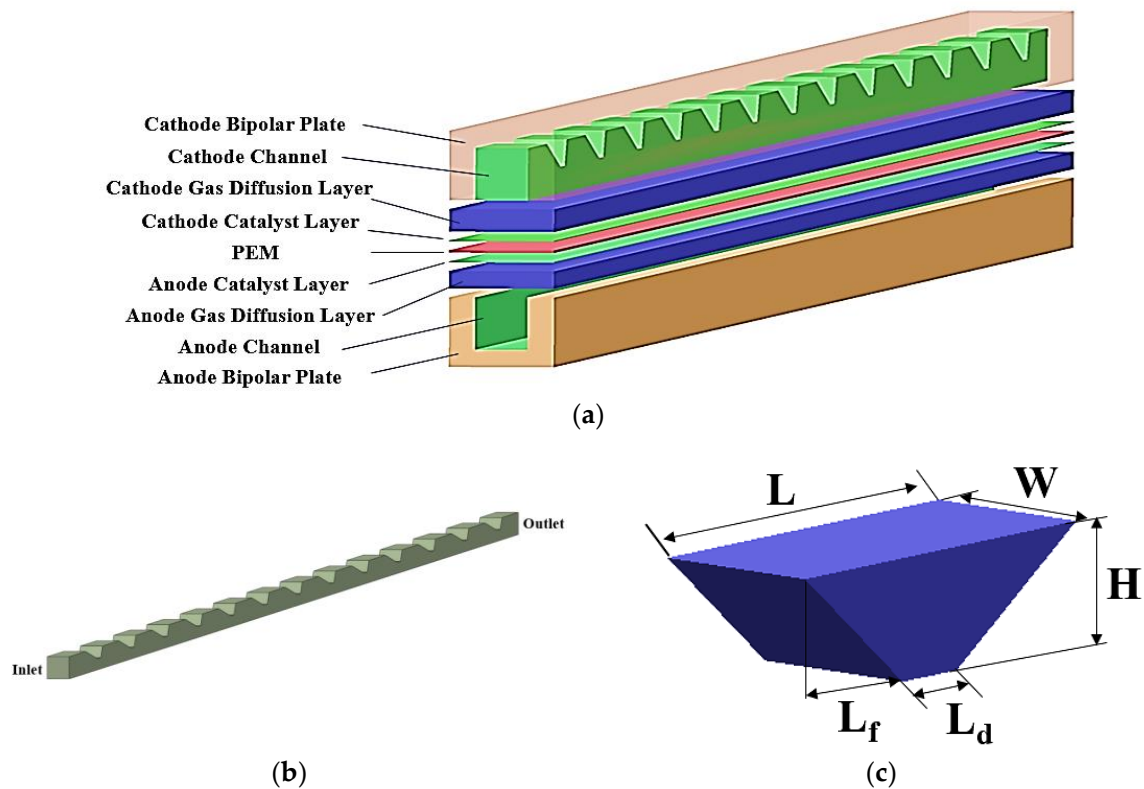 Cathode Bipolar Plate
Cathode Channel
Cathode Gas Diffusion Layer
Cathode Catalyst Layer
PEM
Anode Catalyst Layer
Anode Gas Diffusion Layer
Anode Channel
Anode Bipolar Plate
(a)
Inlet
Outlet
(b)
L
W
H
Lf
Ld
(c)